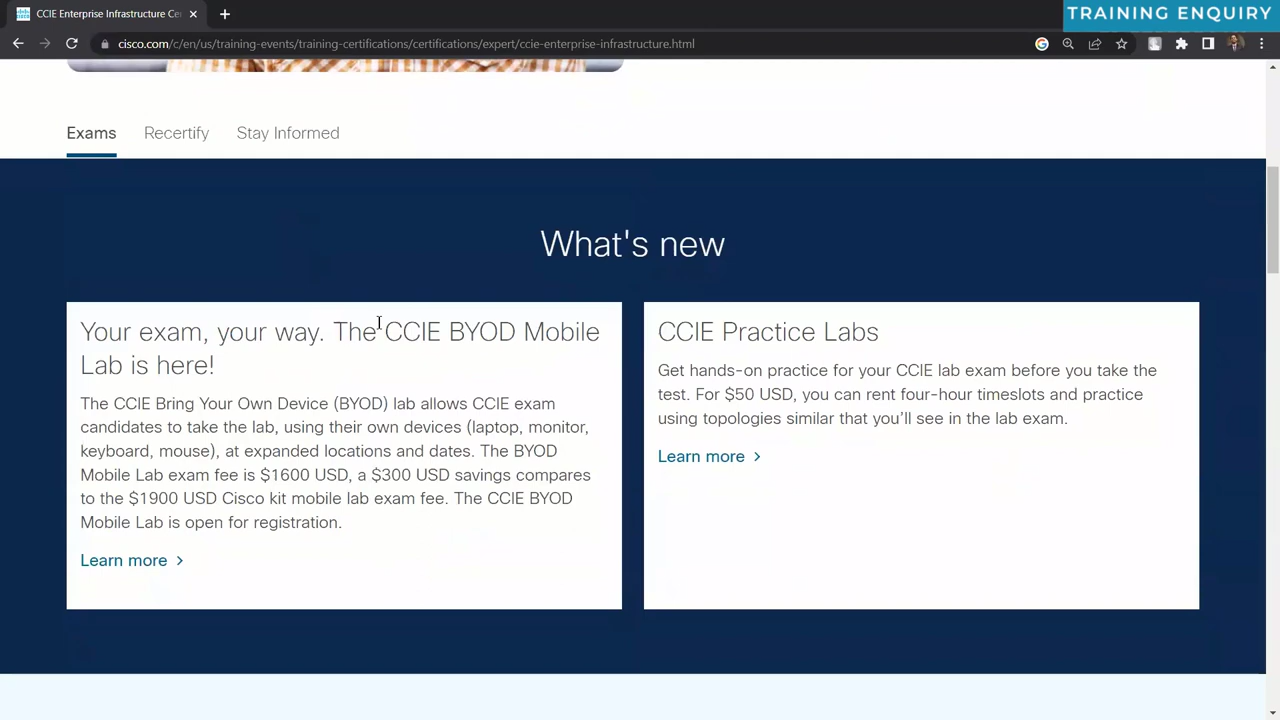 CCIE Enterprise Infrastructure Ce
TRAINING ENQUIRY
cisco.com/c/en/us/training-events/training-certifications/certifications/expert/ccie-enterprise-infrastructure.html
Exams Recertify Stay Informed
What's new
Your exam, your way. The CCIE BYOD Mobile
Lab is here!
The CCIE Bring Your Own Device (BYOD) lab allows CCIE exam
candidates to take the lab, using their own devices (laptop, monitor,
keyboard, mouse), at expanded locations and dates. The BYOD
Mobile Lab exam fee is $1600 USD, a $300 USD savings compares
to the $1900 USD Cisco kit mobile lab exam fee. The CCIE BYOD
Mobile Lab is open for registration.
Learn more
CCIE Practice Labs
Get hands-on practice for your CCIE lab exam before you take the
test. For $50 USD, you can rent four-hour timeslots and practice
using topologies similar that you'll see in the lab exam.
Learn more